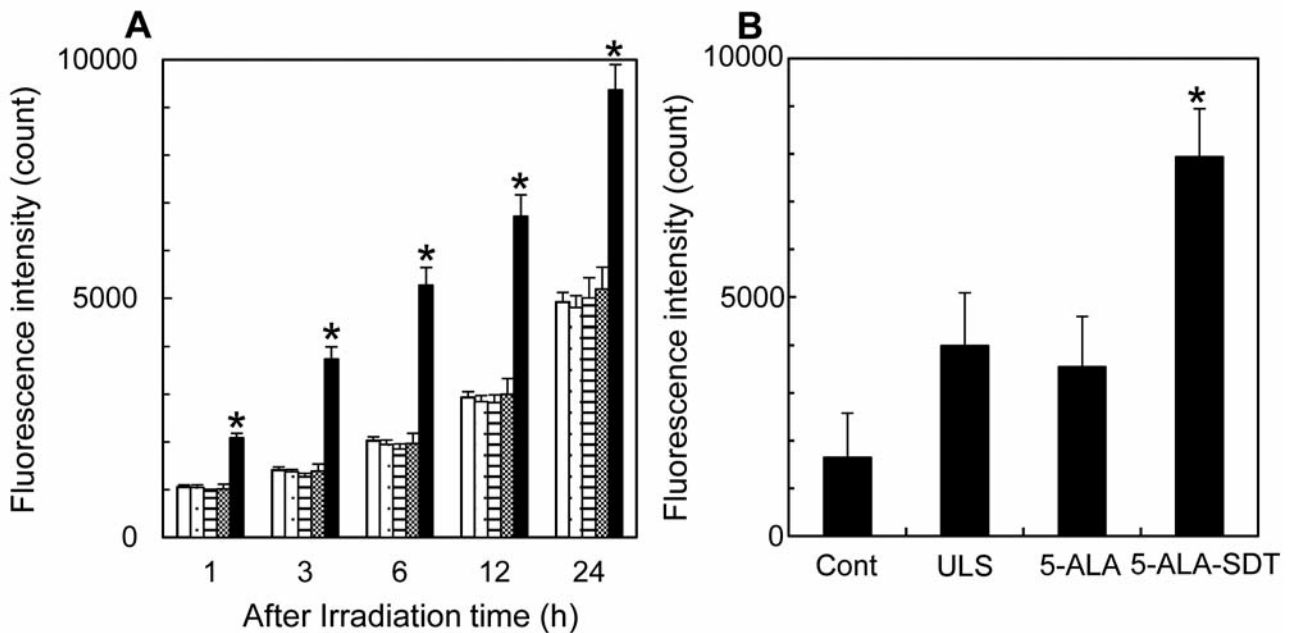 A
Fluorescence intensity (count)
10000
5000
0
*
*
*
*
*
1 3 6 12 24
After Irradiation time (h)
B
Fluorescence intensity (count)
10000
5000
0
*
Cont ULS 5-ALA 5-ALA-SDT